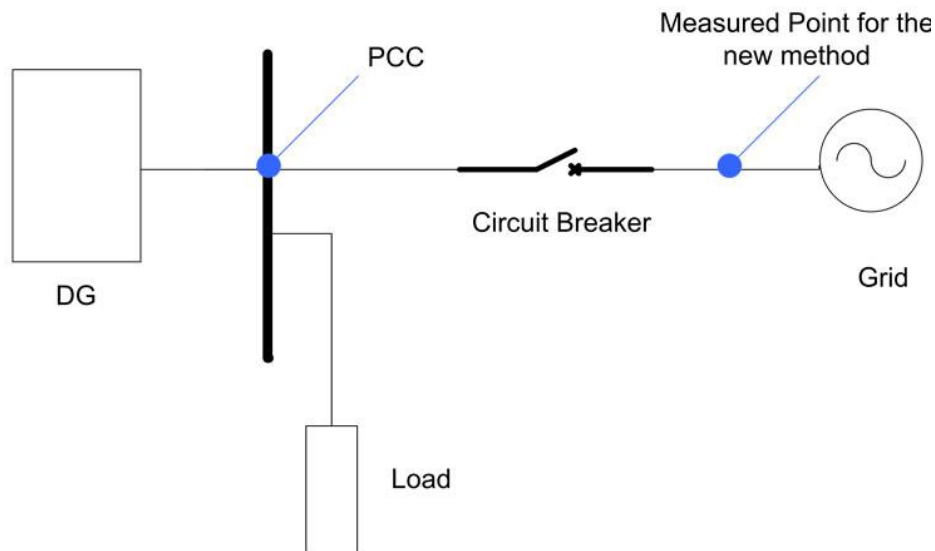 Measured Point for the
new method
PCC
Circuit Breaker
Grid
DG
Load